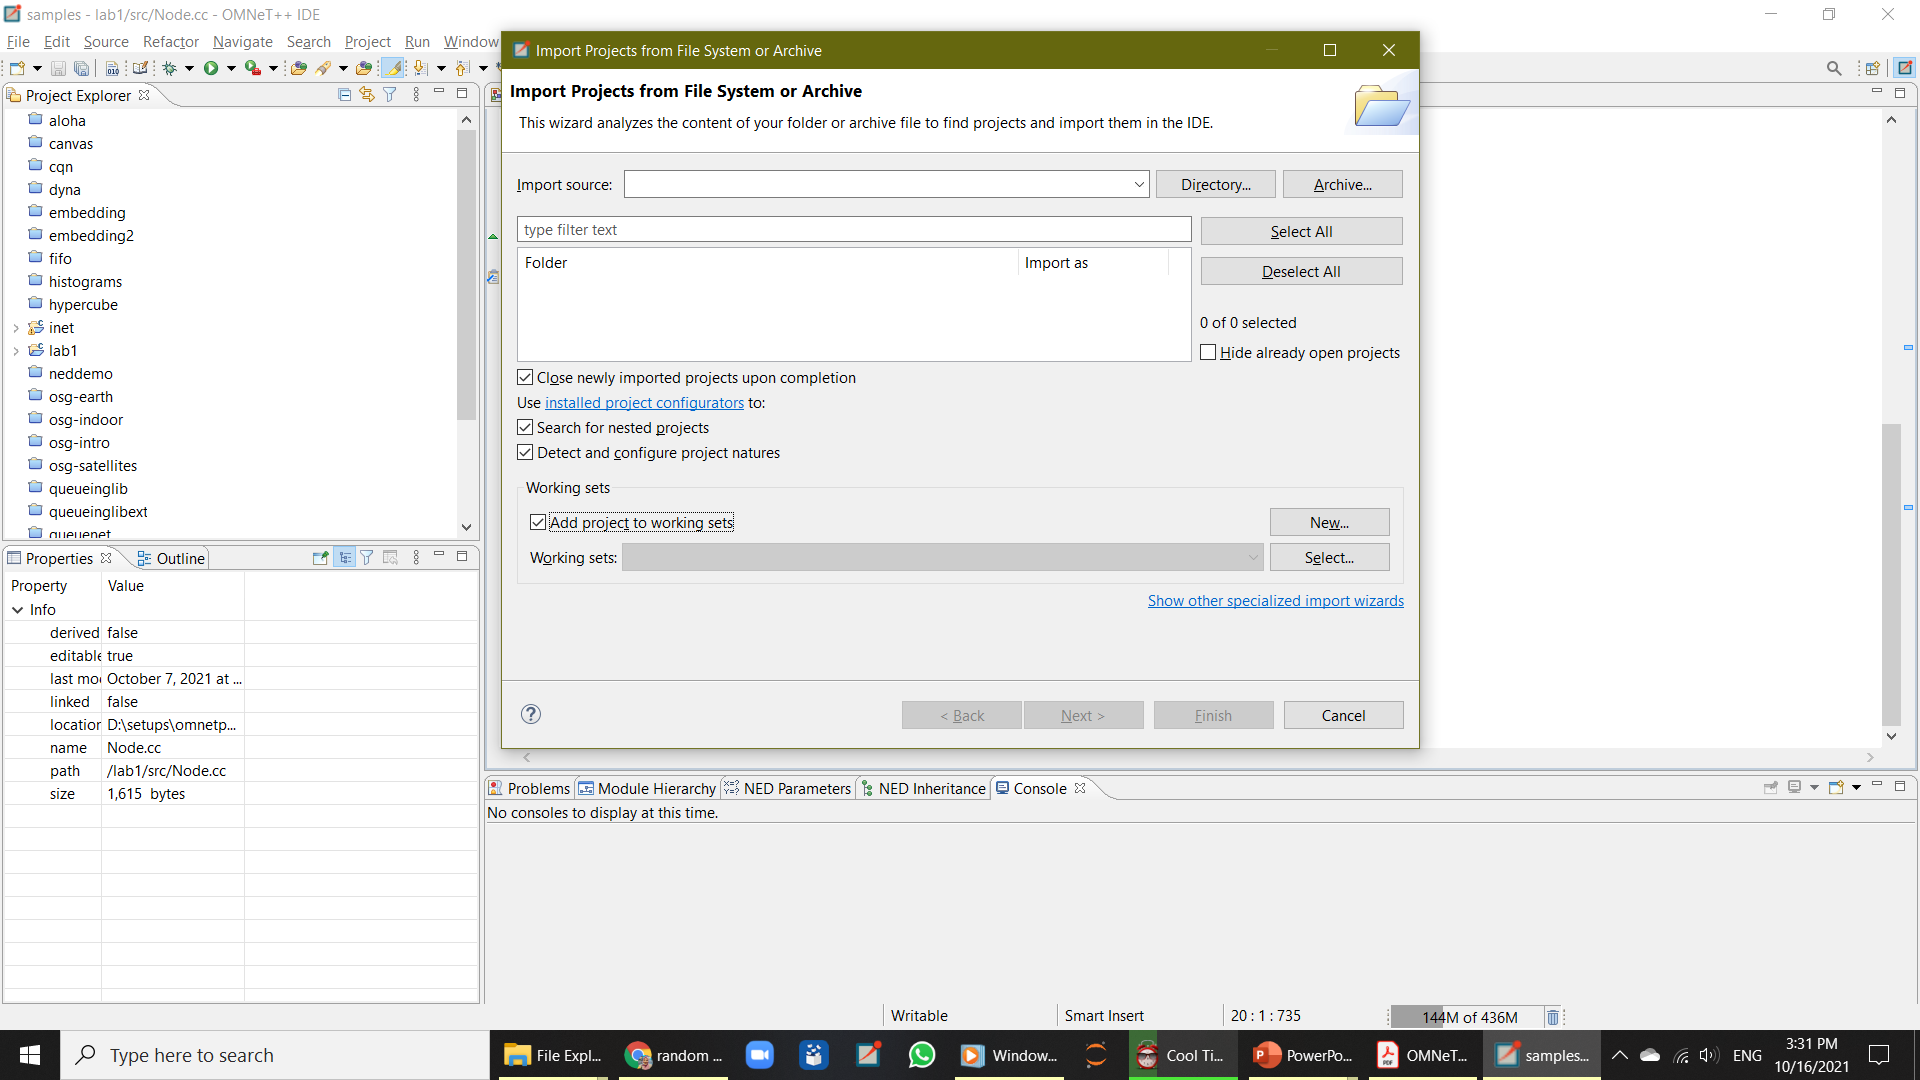 samples - lab1/src/Node.cc - OMNeT++ IDE
File Edit Source Refactor Navigate Search Project Run Window
Project Explorer
aloha
canvas
cqn
dyna
embedding
embedding2
fifo
histograms
hypercube
inet
lab1
neddemo
osg-earth
osg-indoor
osg-intro
osg-satellites
queueinglib
queueinglibext
queuenet
Properties Outline
Property Value
Info
derived false
editable true
last mo October 7, 2021 at ...
linked false
location D:\setups\omnetp...
name Node.cc
path /lab1/src/Node.cc
size 1,615 bytes
Import Projects from File System or Archive
Import Projects from File System or Archive
This wizard analyzes the content of your folder or archive file to find projects and import them in the IDE.
Import source: Directory... Archive...
type filter text
Select All
Folder Import as
Deselect All
0 of 0 selected
Hide already open projects
Close newly imported projects upon completion
Use installed project configurators to:
Search for nested projects
Detect and configure project natures
Working sets
Add project to working sets New...
Working sets: Select...
Show other specialized import wizards
< Back Next > Finish Cancel
Problems Module Hierarchy NED Parameters NED Inheritance Console
No consoles to display at this time.
Writable Smart Insert 20 : 1 : 735 144M of 436M
Type here to search
File Expl... random ... Window... Cool Ti... PowerPo... OMNeT... samples... ENG
3:31 PM
10/16/2021